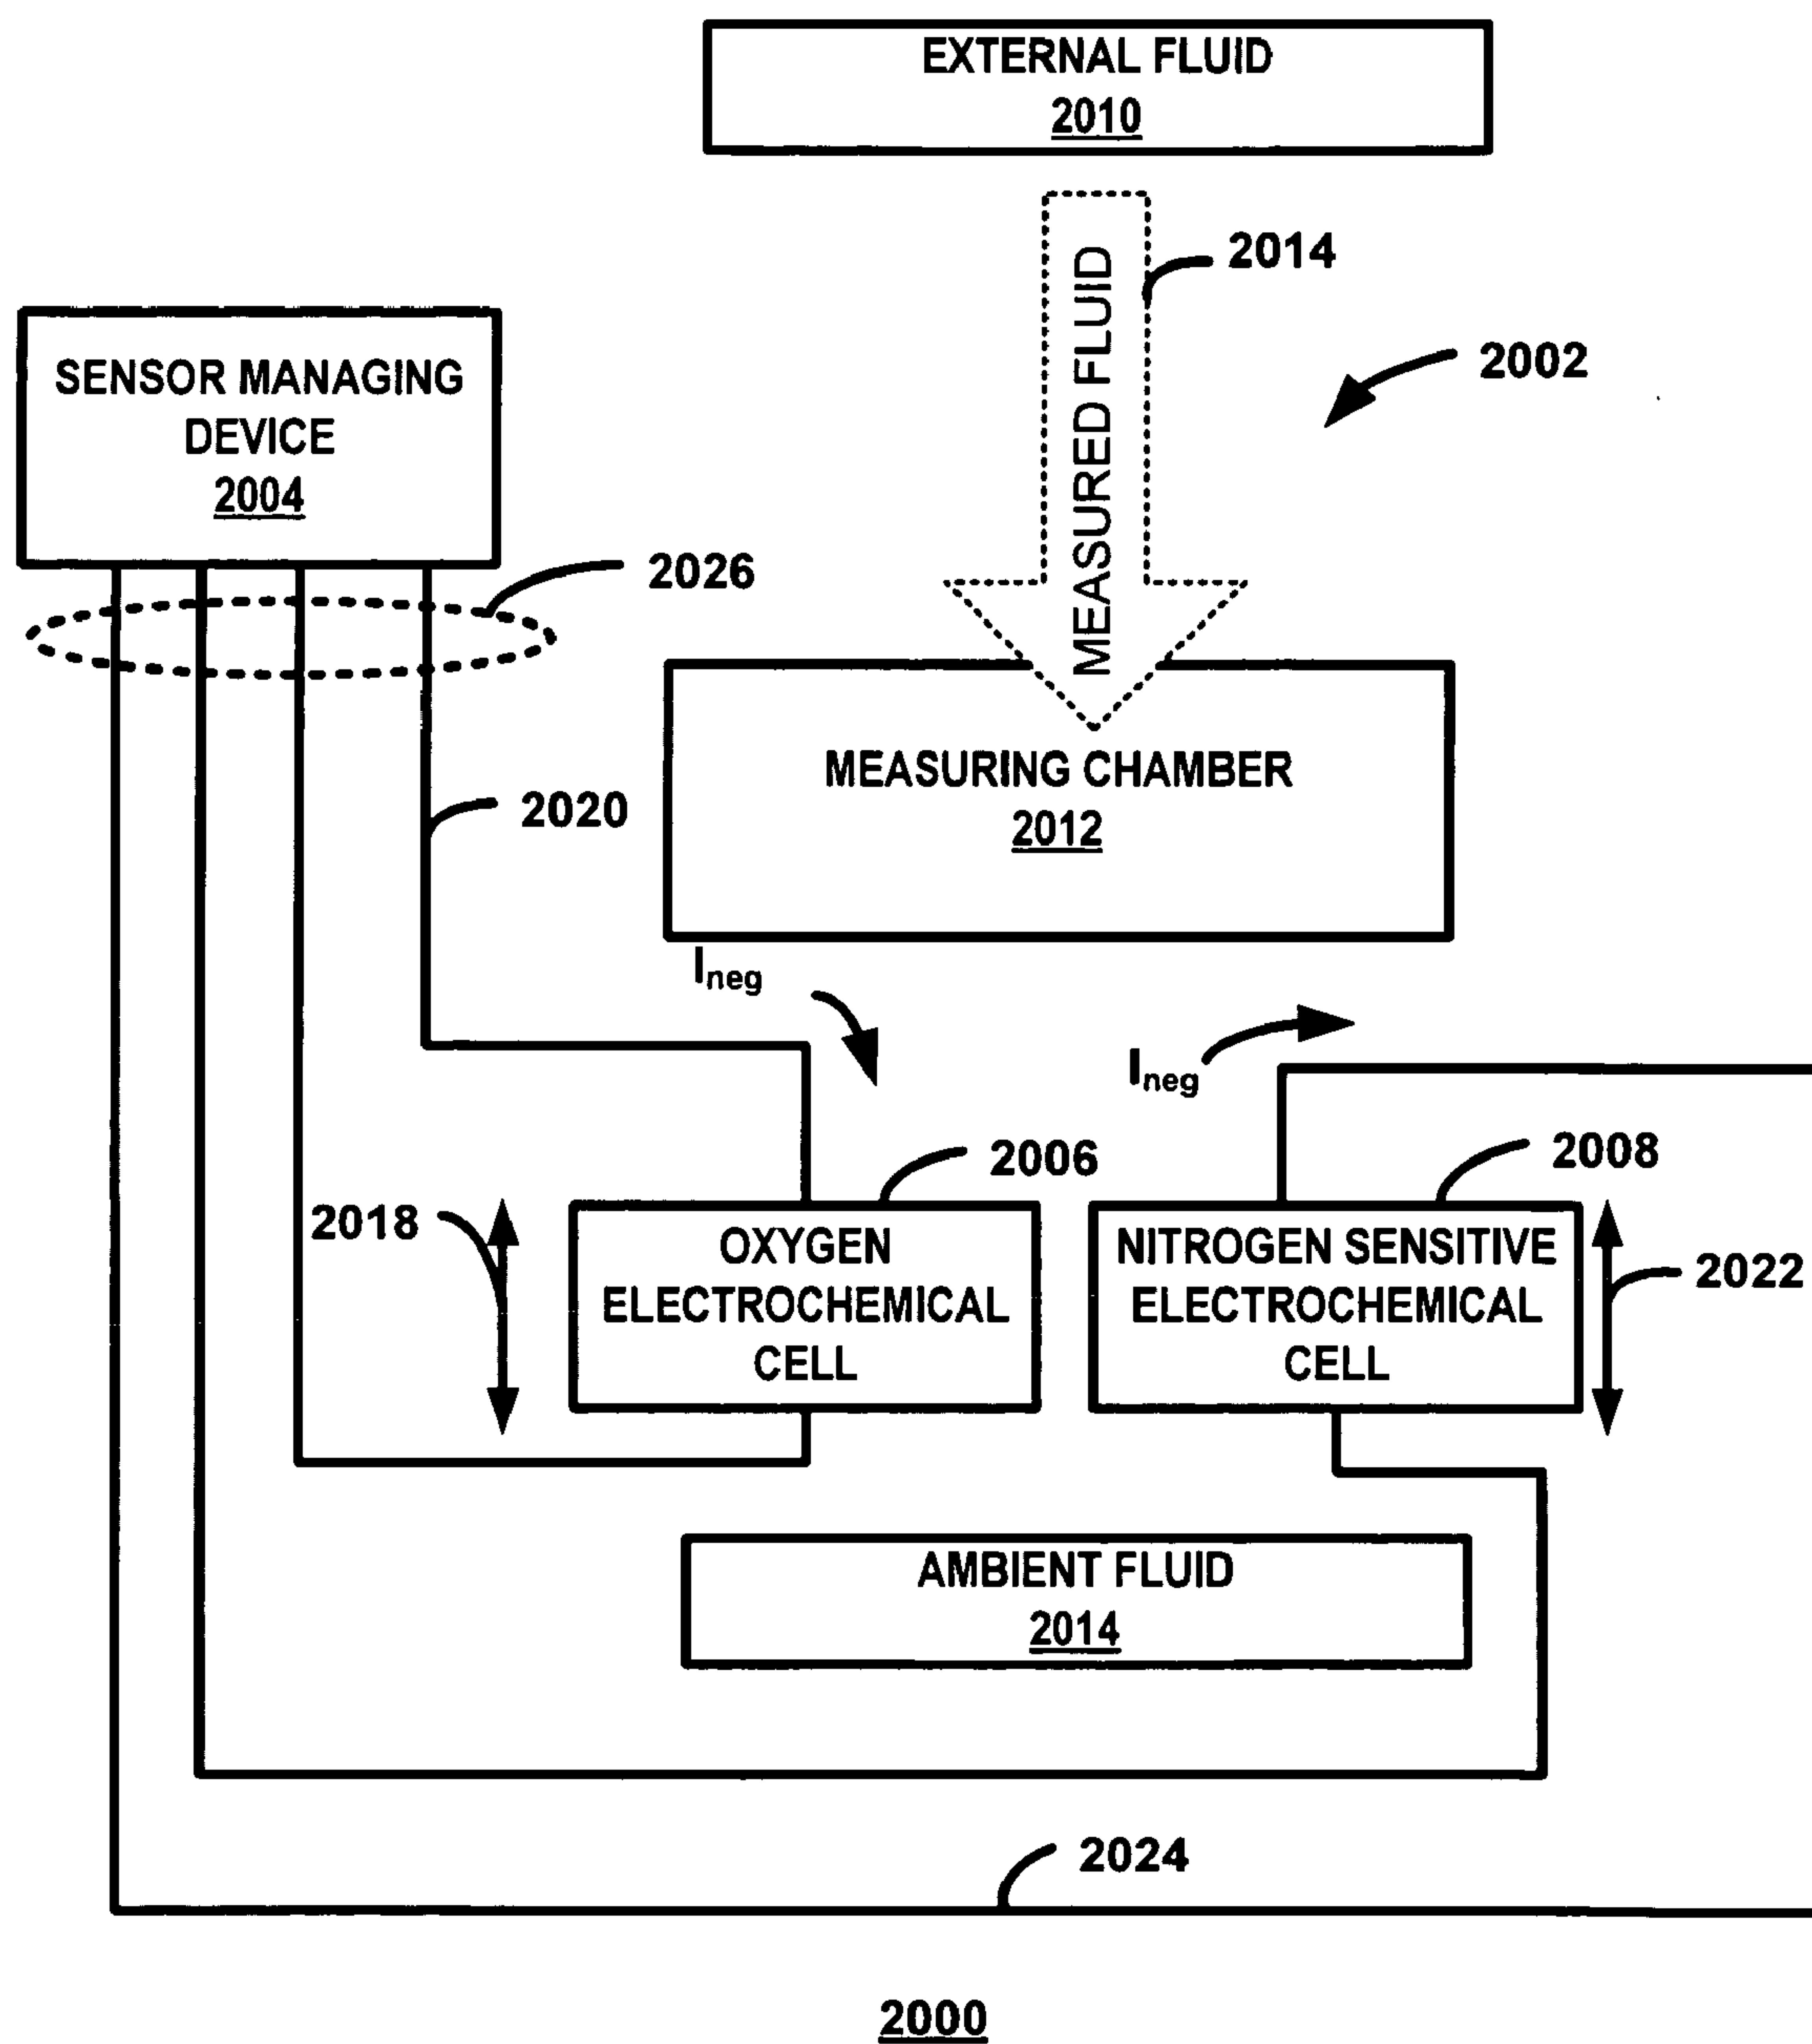 EXTERNAL FLUID
2010
2014
MEASURED FLUID
2002
SENSOR MANAGING
DEVICE
2004
2026
MEASURING CHAMBER
2012
2020
Ineg
Ineg
2006
2008
2018
OXYGEN
ELECTROCHEMICAL
CELL
NITROGEN SENSITIVE
ELECTROCHEMICAL
CELL
2022
AMBIENT FLUID
2014
2024
2000